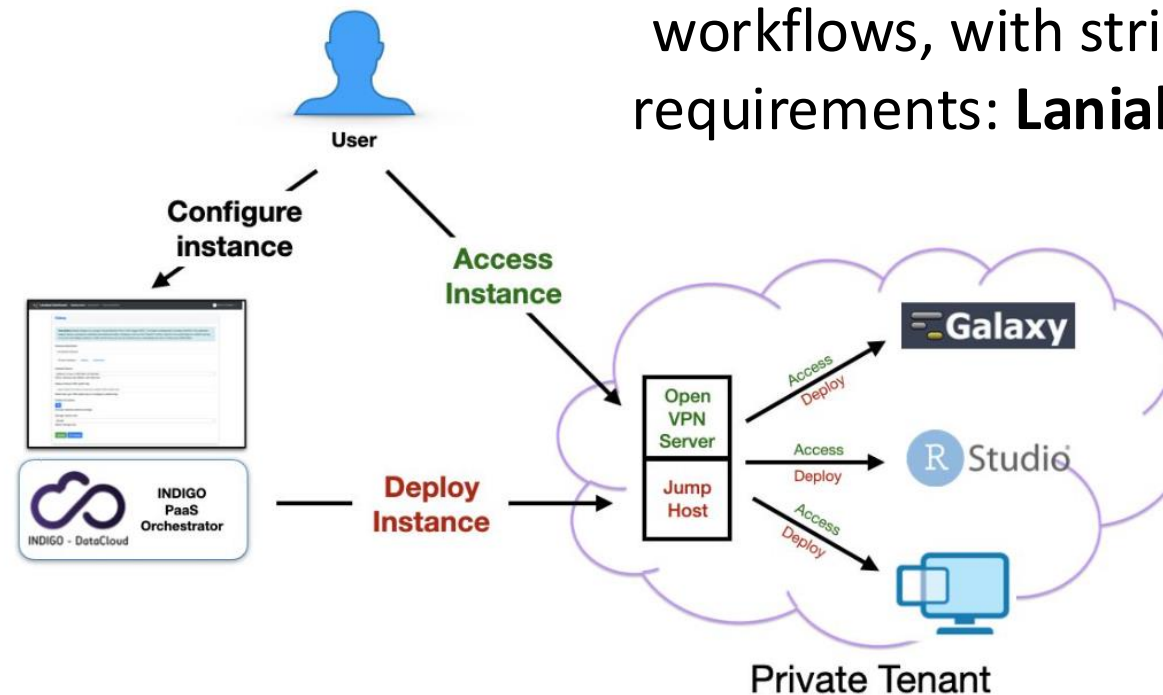 workflows, with stri
requirements: Lanial
User
Configure
instance
Access
Instance
Galaxy
Access
Deploy
Open
VPN
Server
Access
Deploy
R Studio
Jump
Host
Deploy
Instance
INDIGO
PaaS
Orchestrator
INDIGO - DataCloud
Access
Deploy
Private Tenant